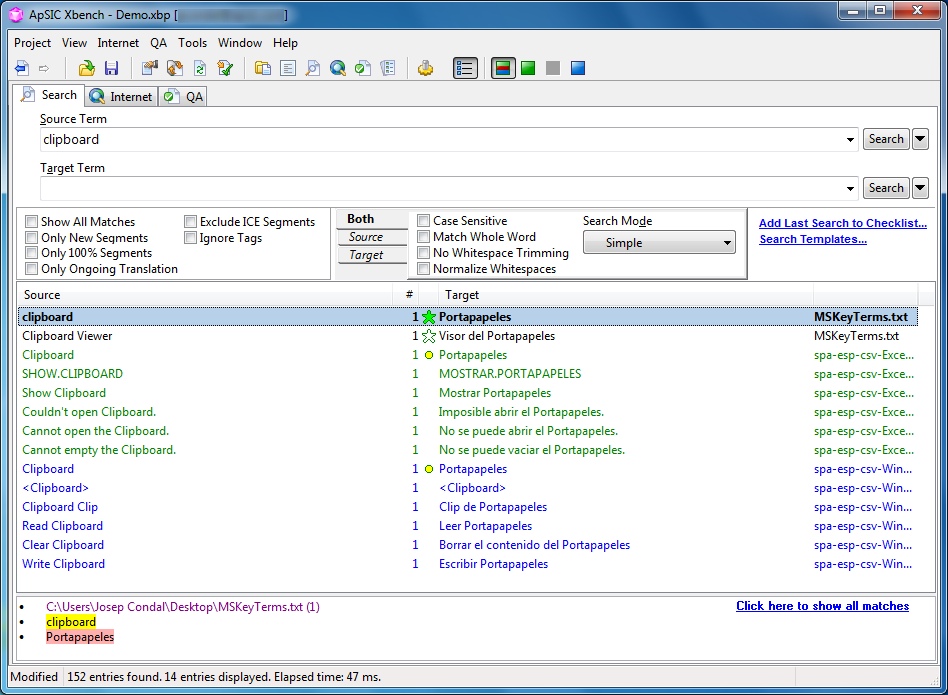 ApSIC Xbench - Demo.xbp [ ]
Project View Internet QA Tools Window Help
Search Internet QA
Source Term
clipboard Search
Target Term
Search
Show All Matches
Only New Segments
Only 100% Segments
Only Ongoing Translation
Exclude ICE Segments
Ignore Tags
Both
Source
Target
Case Sensitive
Match Whole Word
No Whitespace Trimming
Normalize Whitespaces
Search Mode
Simple
Add Last Search to Checklist...
Search Templates...
Source # Target
clipboard 1 Portapapeles MSKeyTerms.txt
Clipboard Viewer 1 Visor del Portapapeles MSKeyTerms.txt
Clipboard 1 Portapapeles spa-esp-csv-Exce...
SHOW.CLIPBOARD 1 MOSTRAR.PORTAPAPELES spa-esp-csv-Exce...
Show Clipboard 1 Mostrar Portapapeles spa-esp-csv-Exce...
Couldn't open Clipboard. 1 Imposible abrir el Portapapeles. spa-esp-csv-Exce...
Cannot open the Clipboard. 1 No se puede abrir el Portapapeles. spa-esp-csv-Exce...
Cannot empty the Clipboard. 1 No se puede vaciar el Portapapeles. spa-esp-csv-Exce...
Clipboard 1 Portapapeles spa-esp-csv-Win...
<Clipboard> 1 <Clipboard> spa-esp-csv-Win...
Clipboard Clip 1 Clip de Portapapeles spa-esp-csv-Win...
Read Clipboard 1 Leer Portapapeles spa-esp-csv-Win...
Clear Clipboard 1 Borrar el contenido del Portapapeles spa-esp-csv-Win...
Write Clipboard 1 Escribir Portapapeles spa-esp-csv-Win...
C:\Users\Josep Condal\Desktop\MSKeyTerms.txt (1)
clipboard
Portapapeles
Click here to show all matches
Modified 152 entries found. 14 entries displayed. Elapsed time: 47 ms.